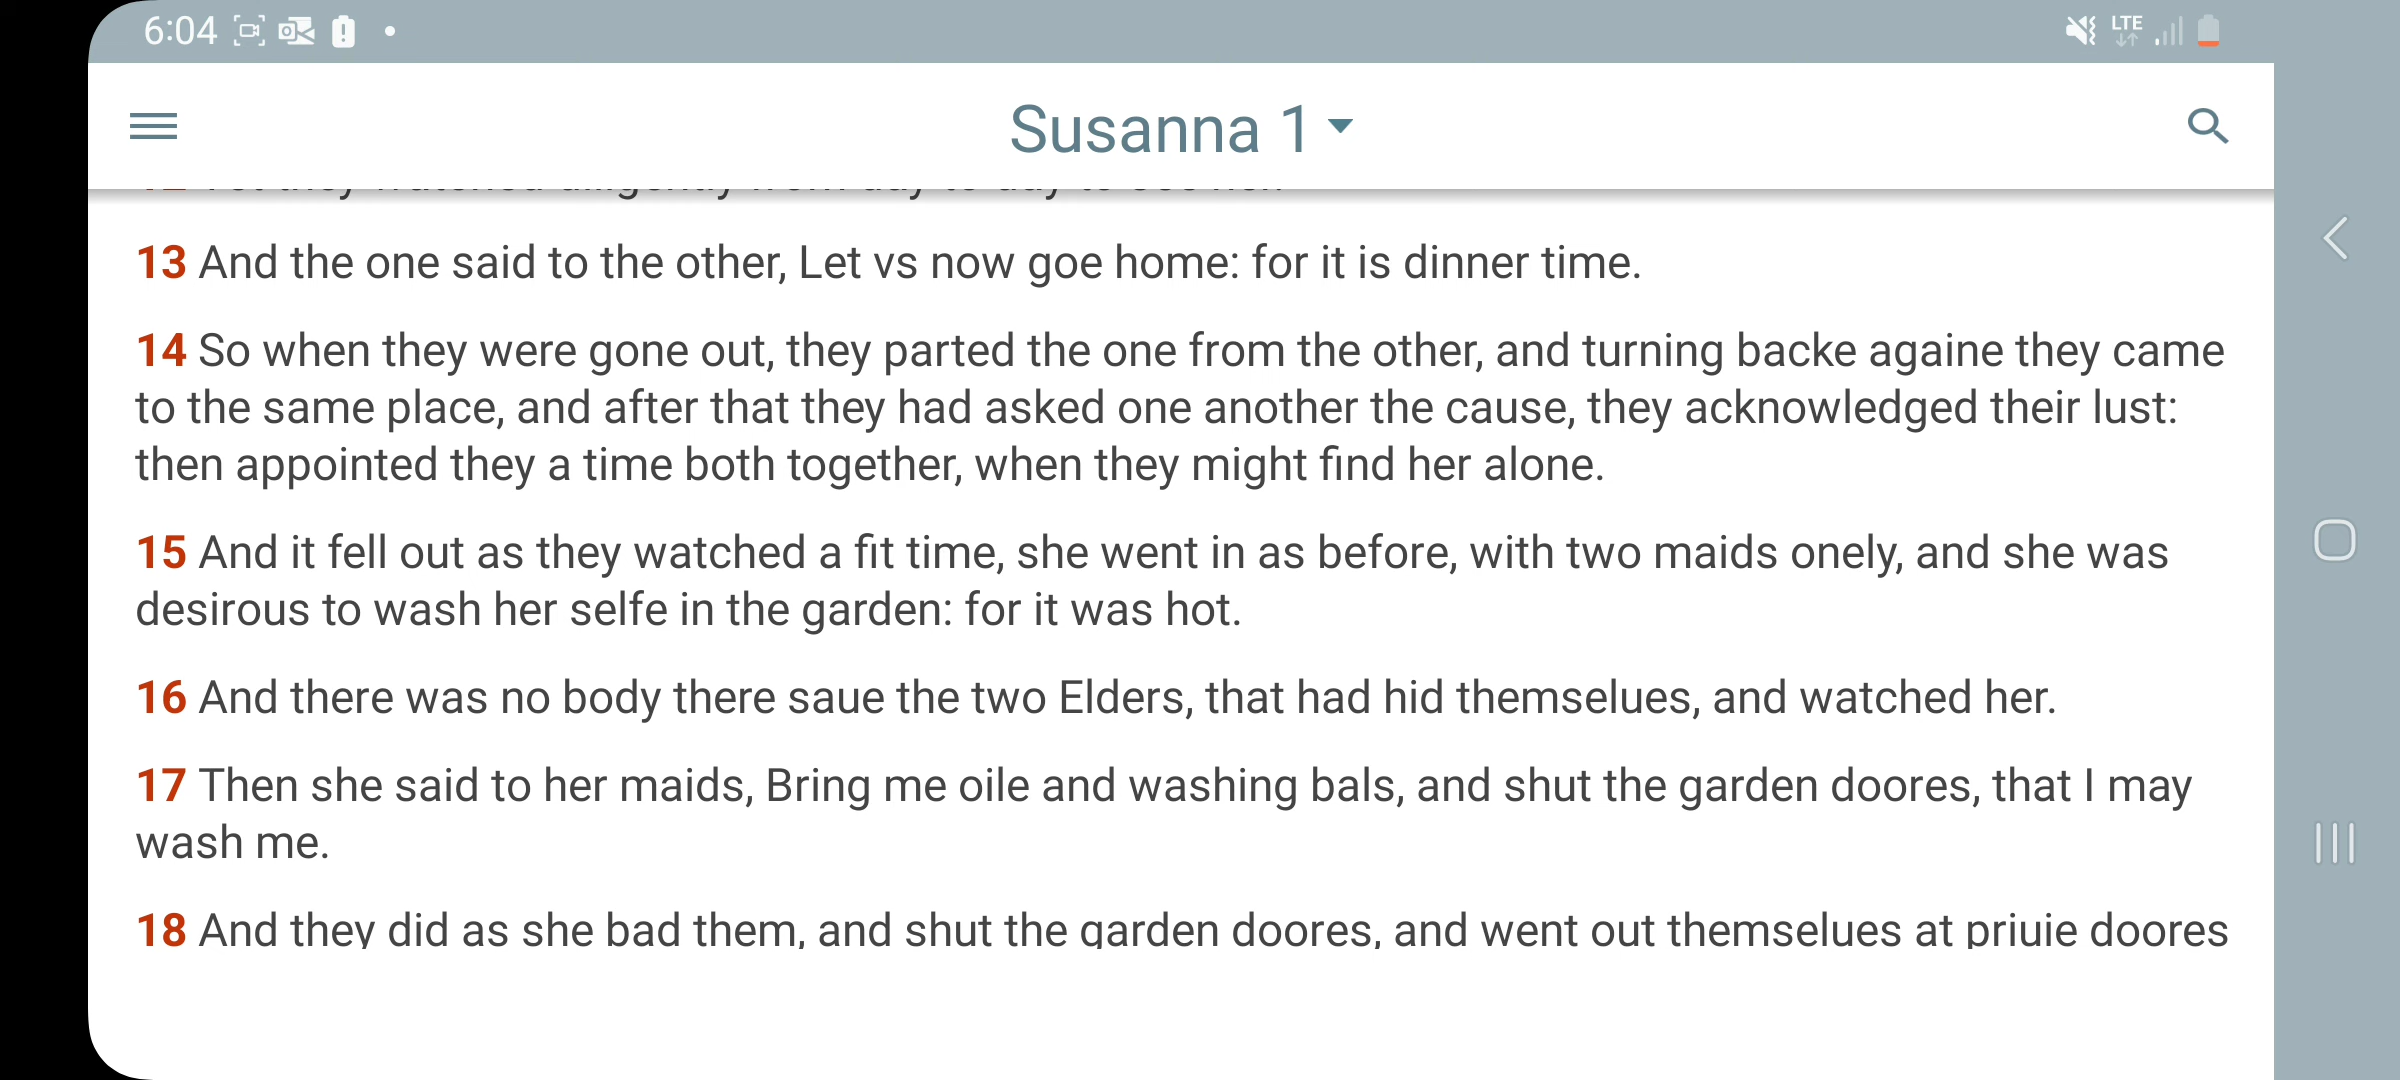 6:04
LTE
Susanna 1
13 And the one said to the other, Let vs now goe home: for it is dinner time.
14 So when they were gone out, they parted the one from the other, and turning backe againe they came
to the same place, and after that they had asked one another the cause, they acknowledged their lust:
then appointed they a time both together, when they might find her alone.
15 And it fell out as they watched a fit time, she went in as before, with two maids onely, and she was
desirous to wash her selfe in the garden: for it was hot.
16 And there was no body there saue the two Elders, that had hid themselues, and watched her.
17 Then she said to her maids, Bring me oile and washing bals, and shut the garden doores, that I may
wash me.
18 And they did as she bad them, and shut the garden doores, and went out themselues at priuie doores